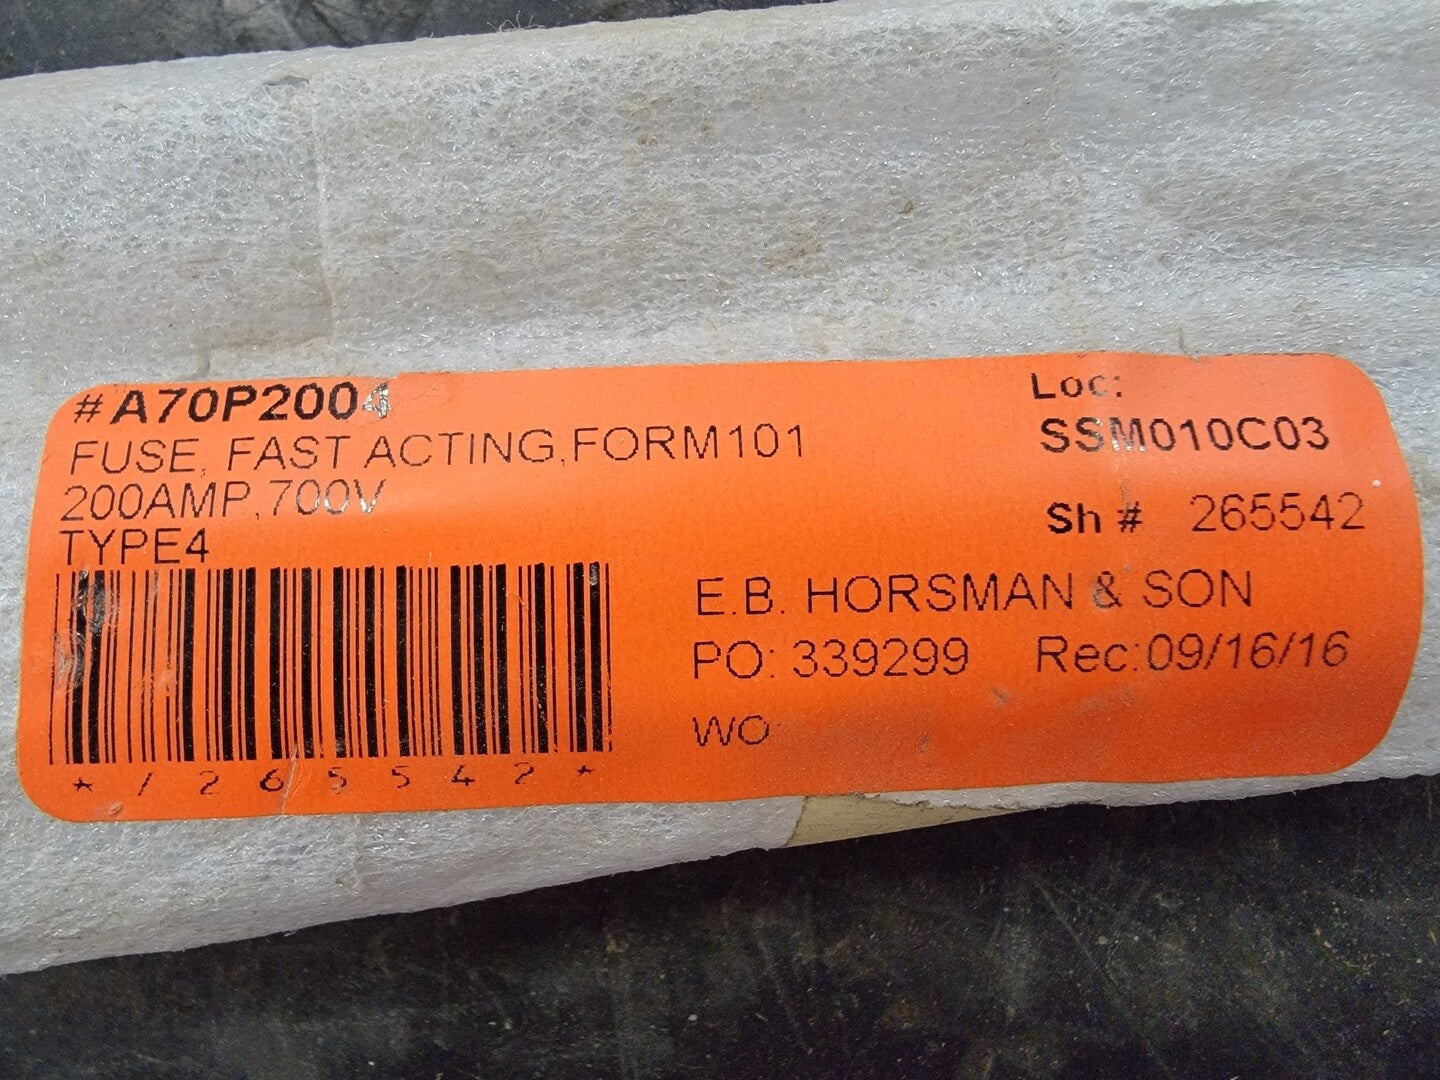 #A70P2004
FUSE, FAST ACTING,FORM101
200AMP,700V
TYPE4
*/265542*
Loc:
SSM010C03
Sh # 265542
E.B. HORSMAN & SON
PO: 339299 Rec:09/16/16
WO